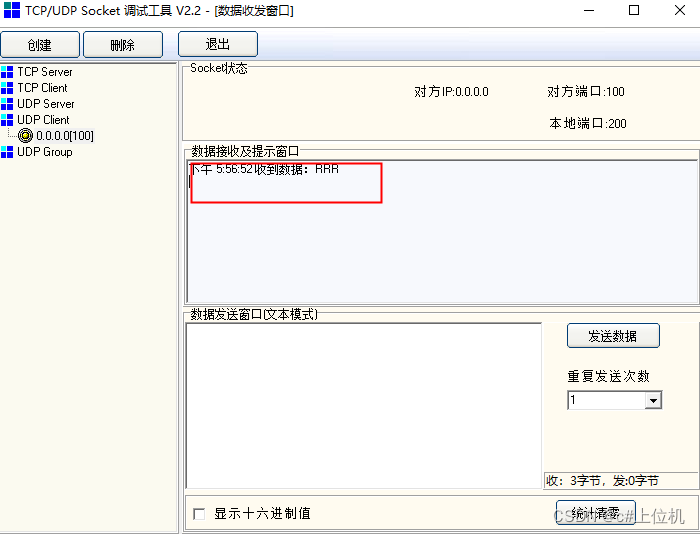 TCP/UDP Socket 调试工具 V2.2 - [数据收发窗口]
创建 删除 退出
TCP Server
TCP Client
UDP Server
UDP Client
0.0.0.0[100]
UDP Group
Socket状态
对方IP:0.0.0.0 对方端口:100
本地端口:200
数据接收及提示窗口
下午 5:56:52收到数据：RRR
数据发送窗口(文本模式)
发送数据
重复发送次数
1
收：3字节，发:0字节
显示十六进制值
统计清零
CSDN @c#上位机